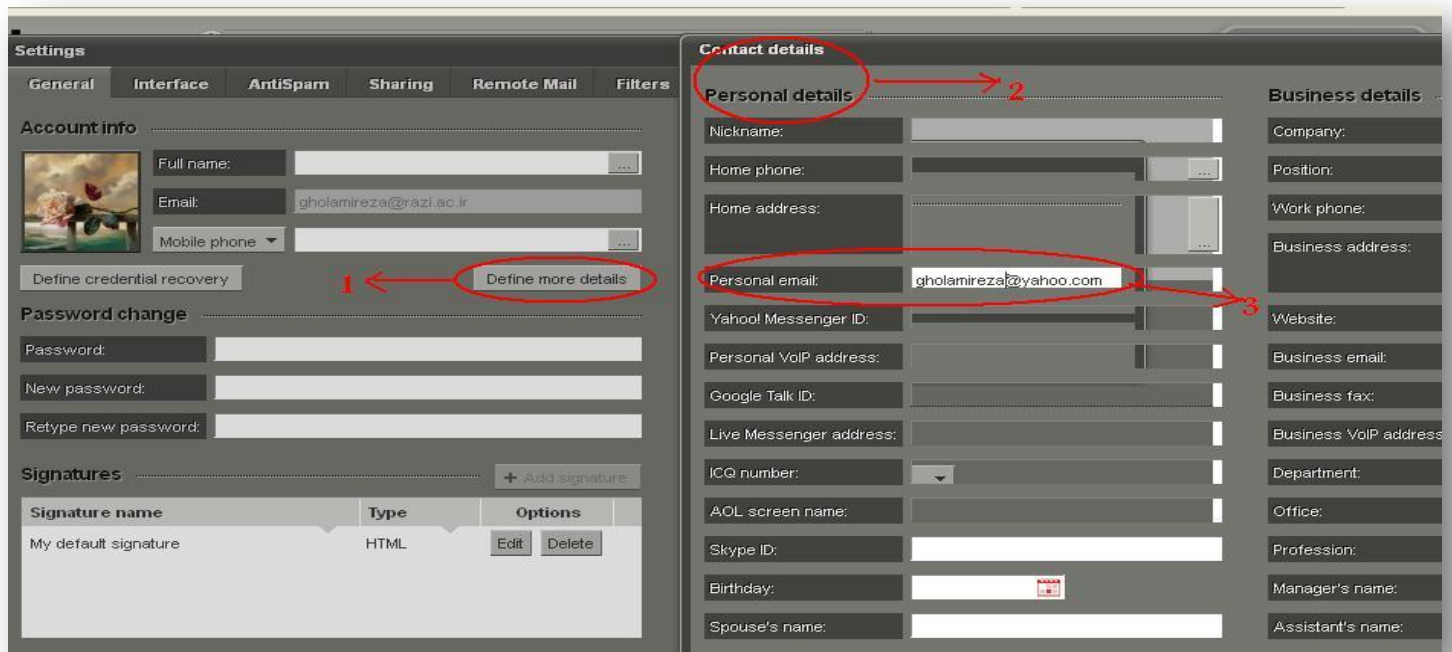 Settings
General Interface AntiSpam Sharing Remote Mail Filters
Account info
Full name: ...
Email: gholamireza@razi.ac.ir
Mobile phone ...
Define credential recovery
1
Define more details
Password change
Password:
New password:
Retype new password:
Signatures
+ Add signature
Signature name Type Options
My default signature HTML Edit Delete
Contact details
2
Personal details
Nickname:
Home phone: ...
Home address: ...
Personal email: gholamireza@yahoo.com
3
Yahoo! Messenger ID:
Personal VoIP address:
Google Talk ID:
Live Messenger address:
ICQ number:
AOL screen name:
Skype ID:
Birthday:
Spouse's name:
Business details
Company:
Position:
Work phone:
Business address:
Website:
Business email:
Business fax:
Business VoIP address
Department:
Office:
Profession:
Manager's name:
Assistant's name: